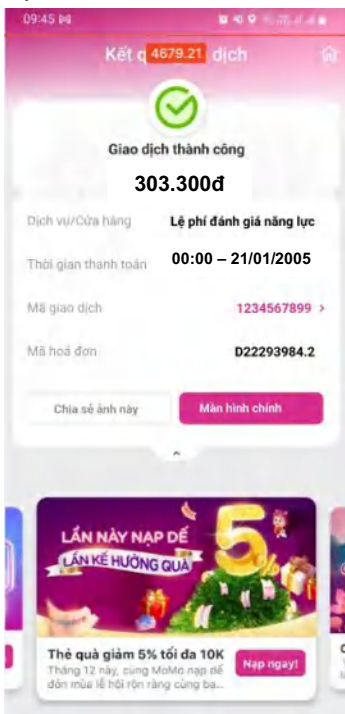 09:45
Kết q 4679.21 dịch
Giao dịch thành công
303.300đ
Dịch vụ/Cửa hàng Lệ phí đánh giá năng lực
Thời gian thanh toán 00:00 – 21/01/2005
Mã giao dịch 1234567899 >
Mã hoá đơn D22293984.2
Chia sẻ ảnh này Màn hình chính
LẦN NÀY NẠP DẾ
LẦN KẾ HƯỞNG QUÀ
5%
Thẻ quà giảm 5% tối đa 10K
Tháng 12 này, cùng MoMo nạp dế
đón mùa lễ hội rộn ràng cùng bạ...
Nạp ngay!